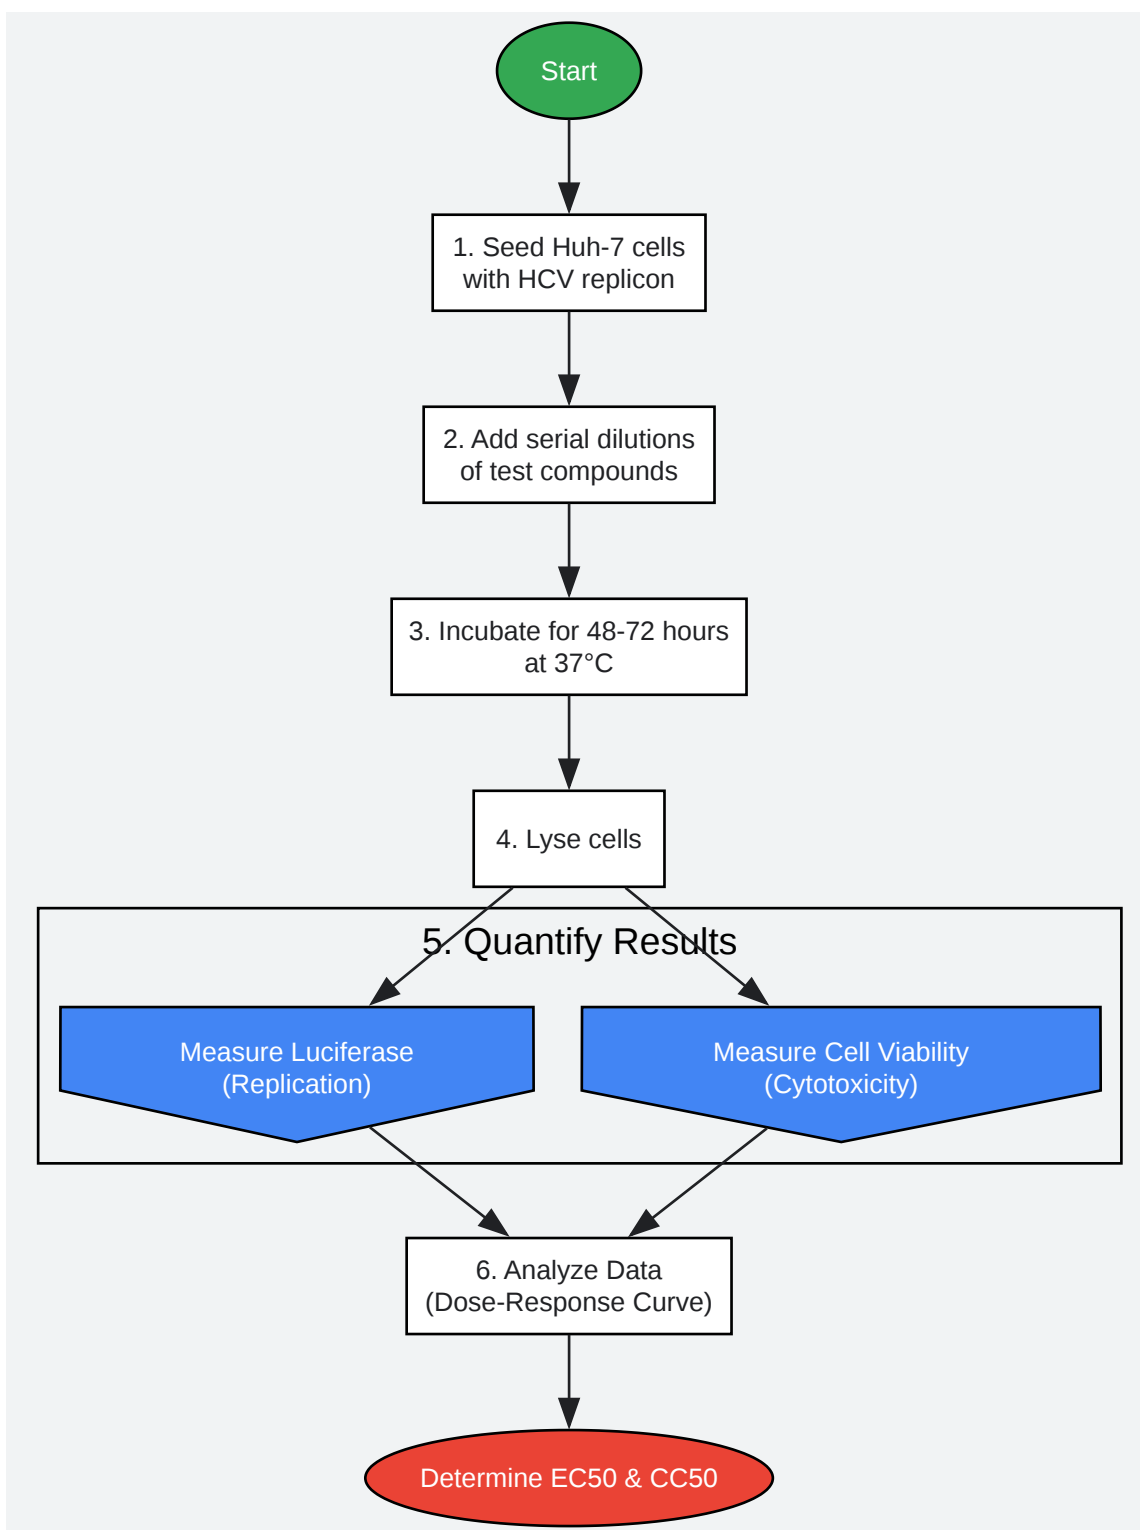 Start
1. Seed Huh-7 cells
with HCV replicon
2. Add serial dilutions
of test compounds
3. Incubate for 48-72 hours
at 37°C
4. Lyse cells
5. Quantify Results
Measure Luciferase
(Replication)
Measure Cell Viability
(Cytotoxicity)
6. Analyze Data
(Dose-Response Curve)
Determine EC50 & CC50